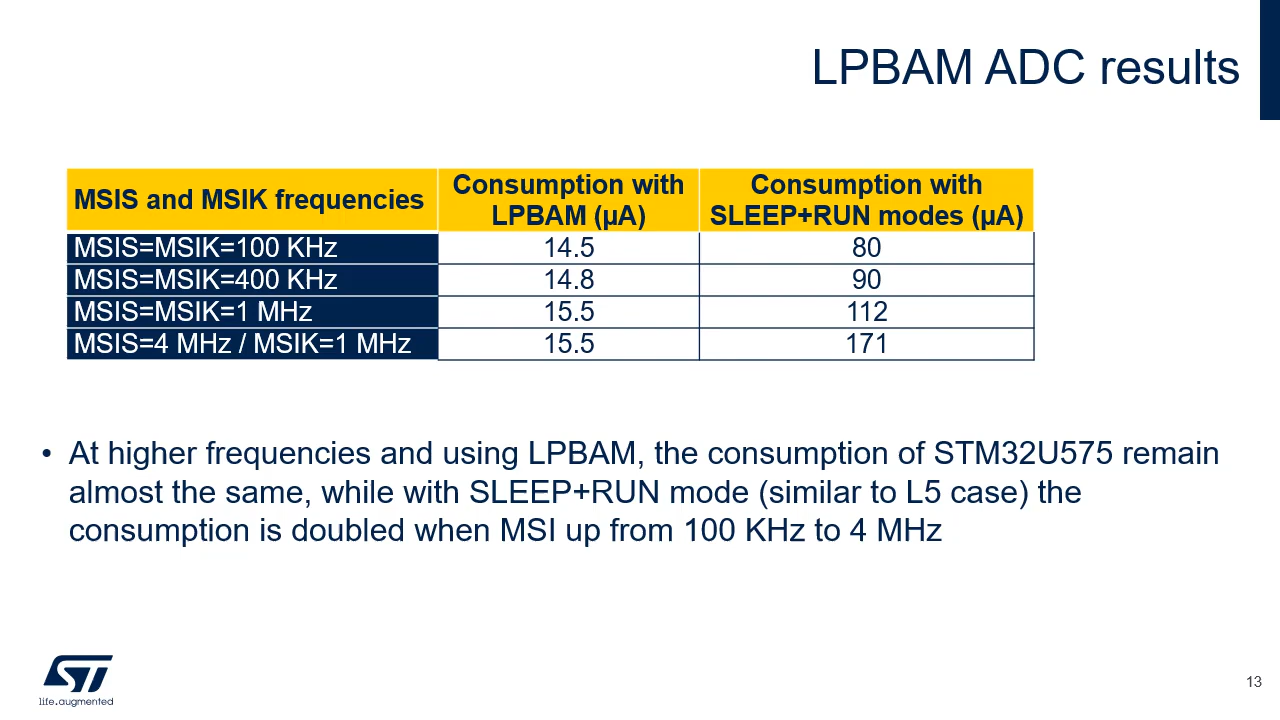 LPBAM ADC results
MSIS and MSIK frequencies
Consumption with
LPBAM (µA)
Consumption with
SLEEP+RUN modes (µA)
MSIS=MSIK=100 KHz 14.5 80
MSIS=MSIK=400 KHz 14.8 90
MSIS=MSIK=1 MHz 15.5 112
MSIS=4 MHz / MSIK=1 MHz 15.5 171
• At higher frequencies and using LPBAM, the consumption of STM32U575 remain
almost the same, while with SLEEP+RUN mode (similar to L5 case) the
consumption is doubled when MSI up from 100 KHz to 4 MHz
ST
life.augmented
13